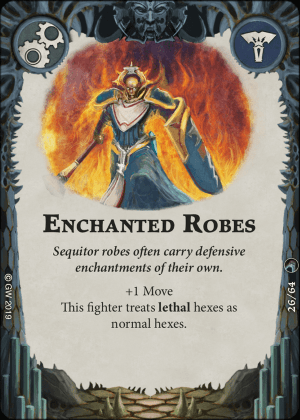 ENCHANTED ROBES
Sequitor robes often carry defensive
enchantments of their own.
+1 Move
This fighter treats lethal hexes as
normal hexes.
© GW 2019
26/64